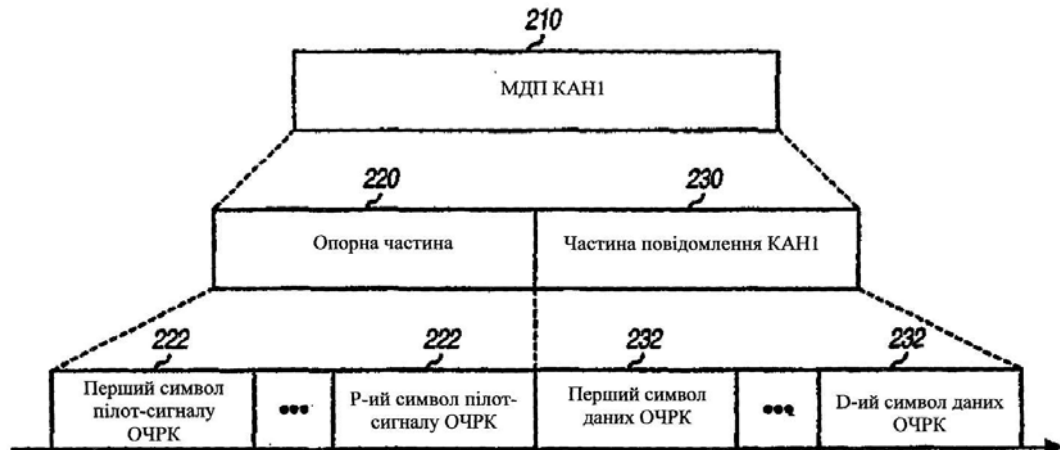 210
МДП КАН1
220
230
Опорна частина
Частина повідомлення КАН1
222
222
232
232
Перший символ
пілот-сигналу
ОЧРК
•••
Р-ий символ пілот-
сигналу ОЧРК
Перший символ
даних ОЧРК
•••
D-ий символ даних
ОЧРК